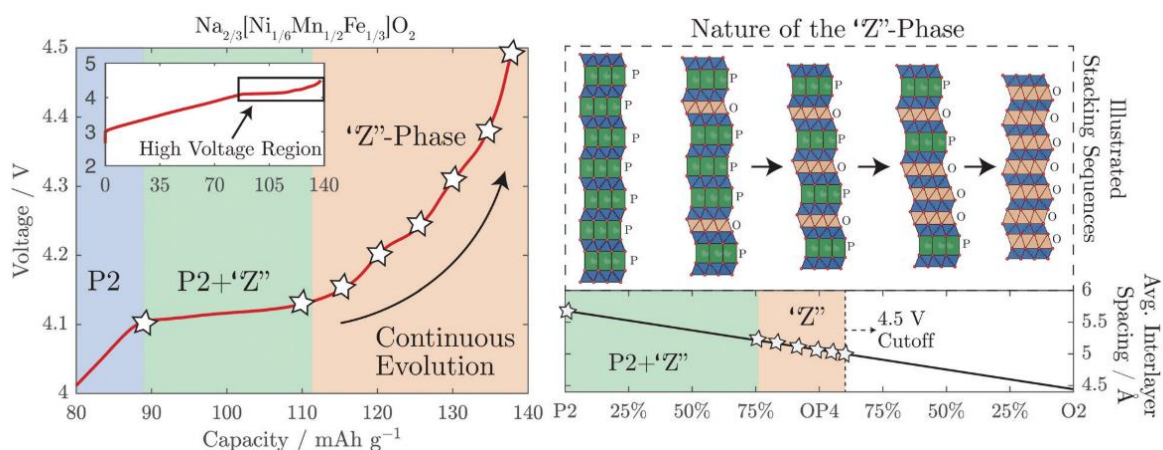 Na2/3[Ni1/6Mn1/2Fe1/3]O2
Voltage / V
4.5
4.4
4.3
4.2
4.1
4
5
4
3
2
0
35
70
105
140
High Voltage Region
"Z"-Phase
P2
P2+"Z"
Continuous
Evolution
80
90
100
110
120
130
140
Capacity / mAh g−1
Nature of the "Z"-Phase
P
P
P
P
P
P
P
P
O
P
P
O
P
P
O
P
O
P
P
O
O
O
P
O
O
O
O
O
O
Illustrated
Stacking Sequences
"Z"
4.5 V
Cutoff
P2+"Z"
6
5.5
5
4.5
P2
25%
50%
75%
OP4
75%
50%
25%
O2
Avg. Interlayer
Spacing / Å